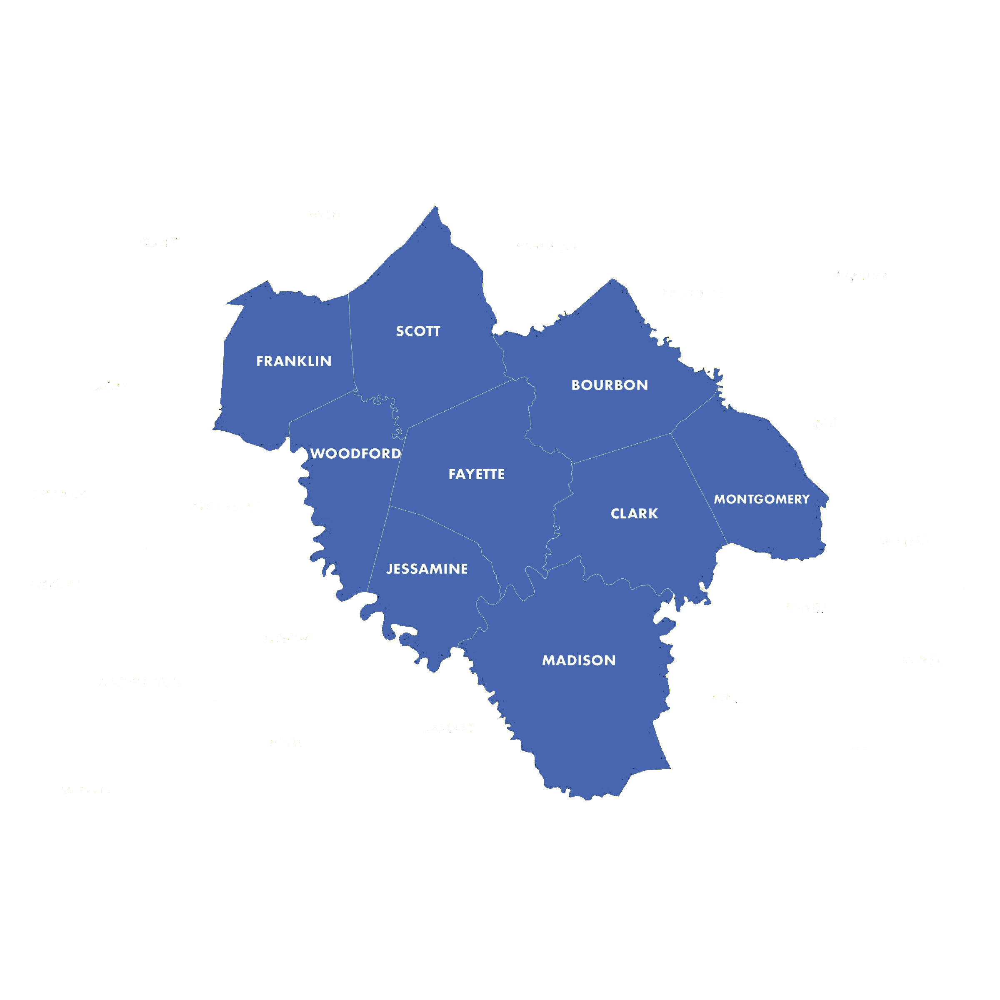 SCOTT
FRANKLIN
BOURBON
WOODFORD
FAYETTE
MONTGOMERY
CLARK
JESSAMINE
MADISON